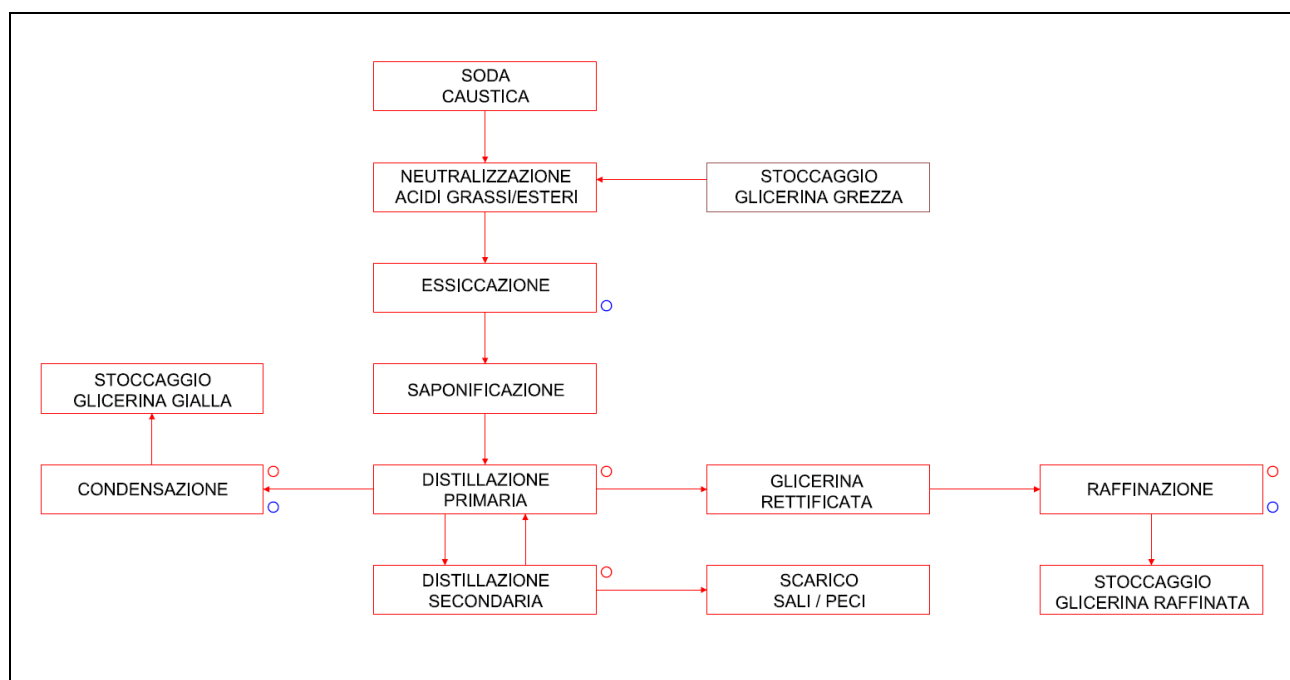 SODA
CAUSTICA
NEUTRALIZZAZIONE
ACIDI GRASSI/ESTERI
STOCCAGGIO
GLICERINA GREZZA
ESSICCAZIONE
STOCCAGGIO
GLICERINA GIALLA
SAPONIFICAZIONE
CONDENSAZIONE
DISTILLAZIONE
PRIMARIA
GLICERINA
RETTIFICATA
RAFFINAZIONE
DISTILLAZIONE
SECONDARIA
SCARICO
SALI / PECI
STOCCAGGIO
GLICERINA RAFFINATA